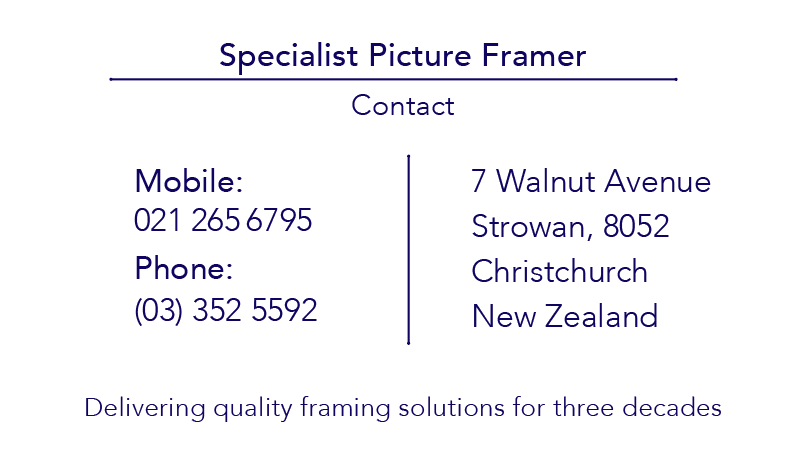 Specialist Picture Framer
Contact
Mobile:
021 265 6795
Phone:
(03) 352 5592
7 Walnut Avenue
Strowan, 8052
Christchurch
New Zealand
Delivering quality framing solutions for three decades